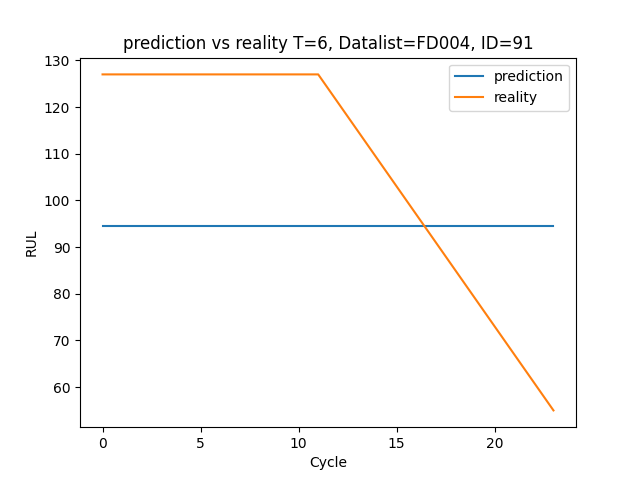 prediction vs reality T=6, Datalist=FD004, ID=91
prediction
reality
130
120
110
100
90
80
70
60
RUL
0 5 10 15 20
Cycle